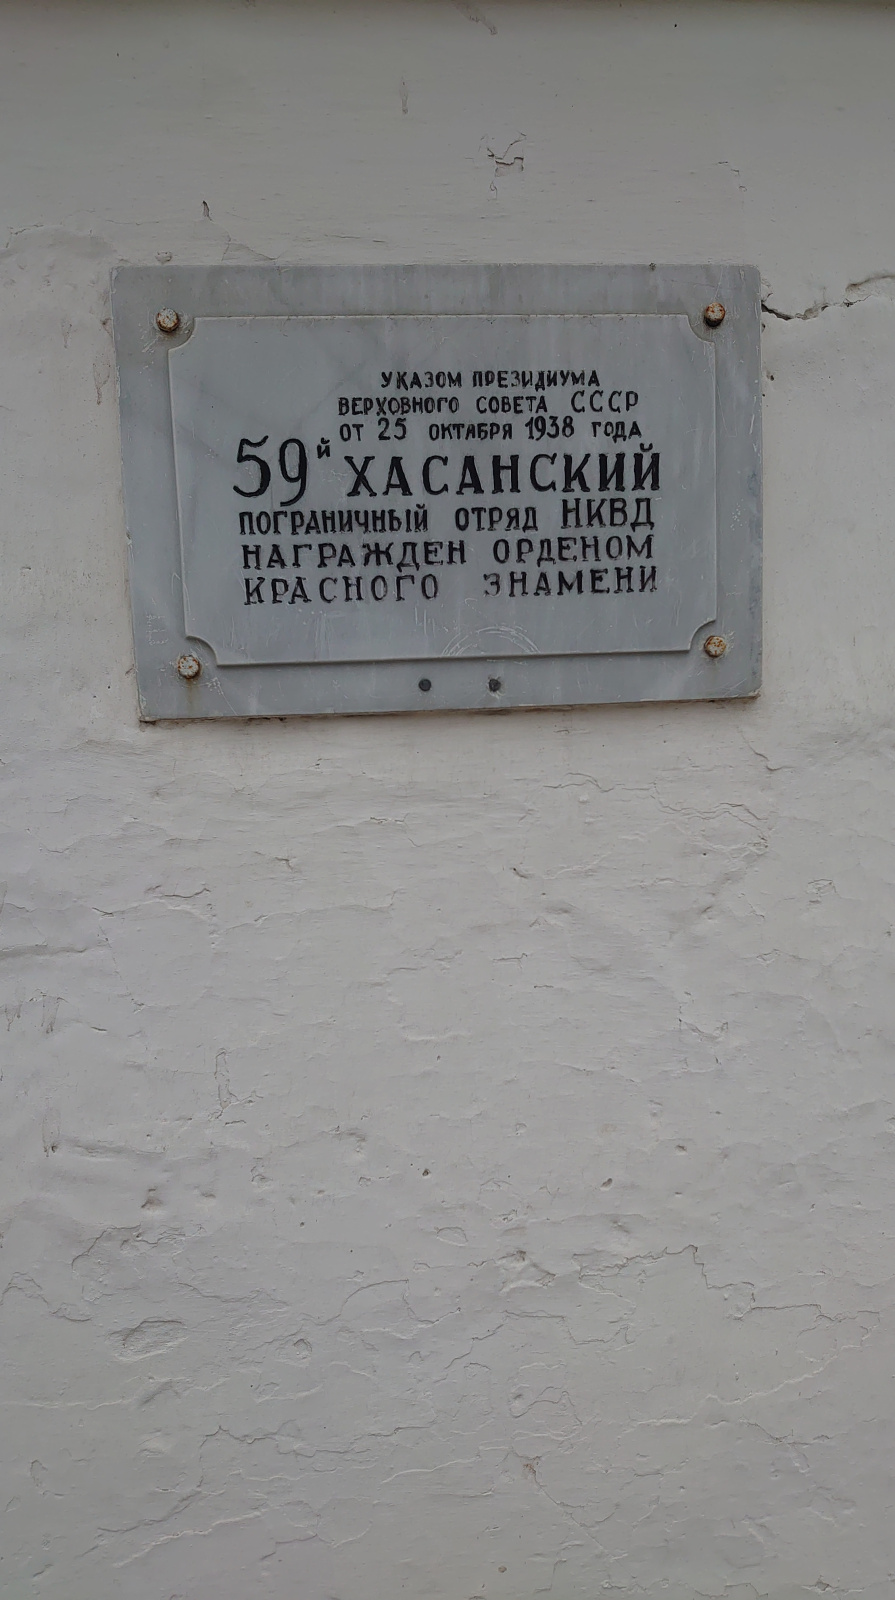 УКАЗОМ ПРЕЗИДИУМА
ВЕРХОВНОГО СОВЕТА СССР
ОТ 25 ОКТЯБРЯ 1938 ГОДА
59й ХАСАНСКИЙ
ПОГРАНИЧНЫЙ ОТРЯД НКВД
НАГРАЖДЕН ОРДЕНОМ
КРАСНОГО ЗНАМЕНИ